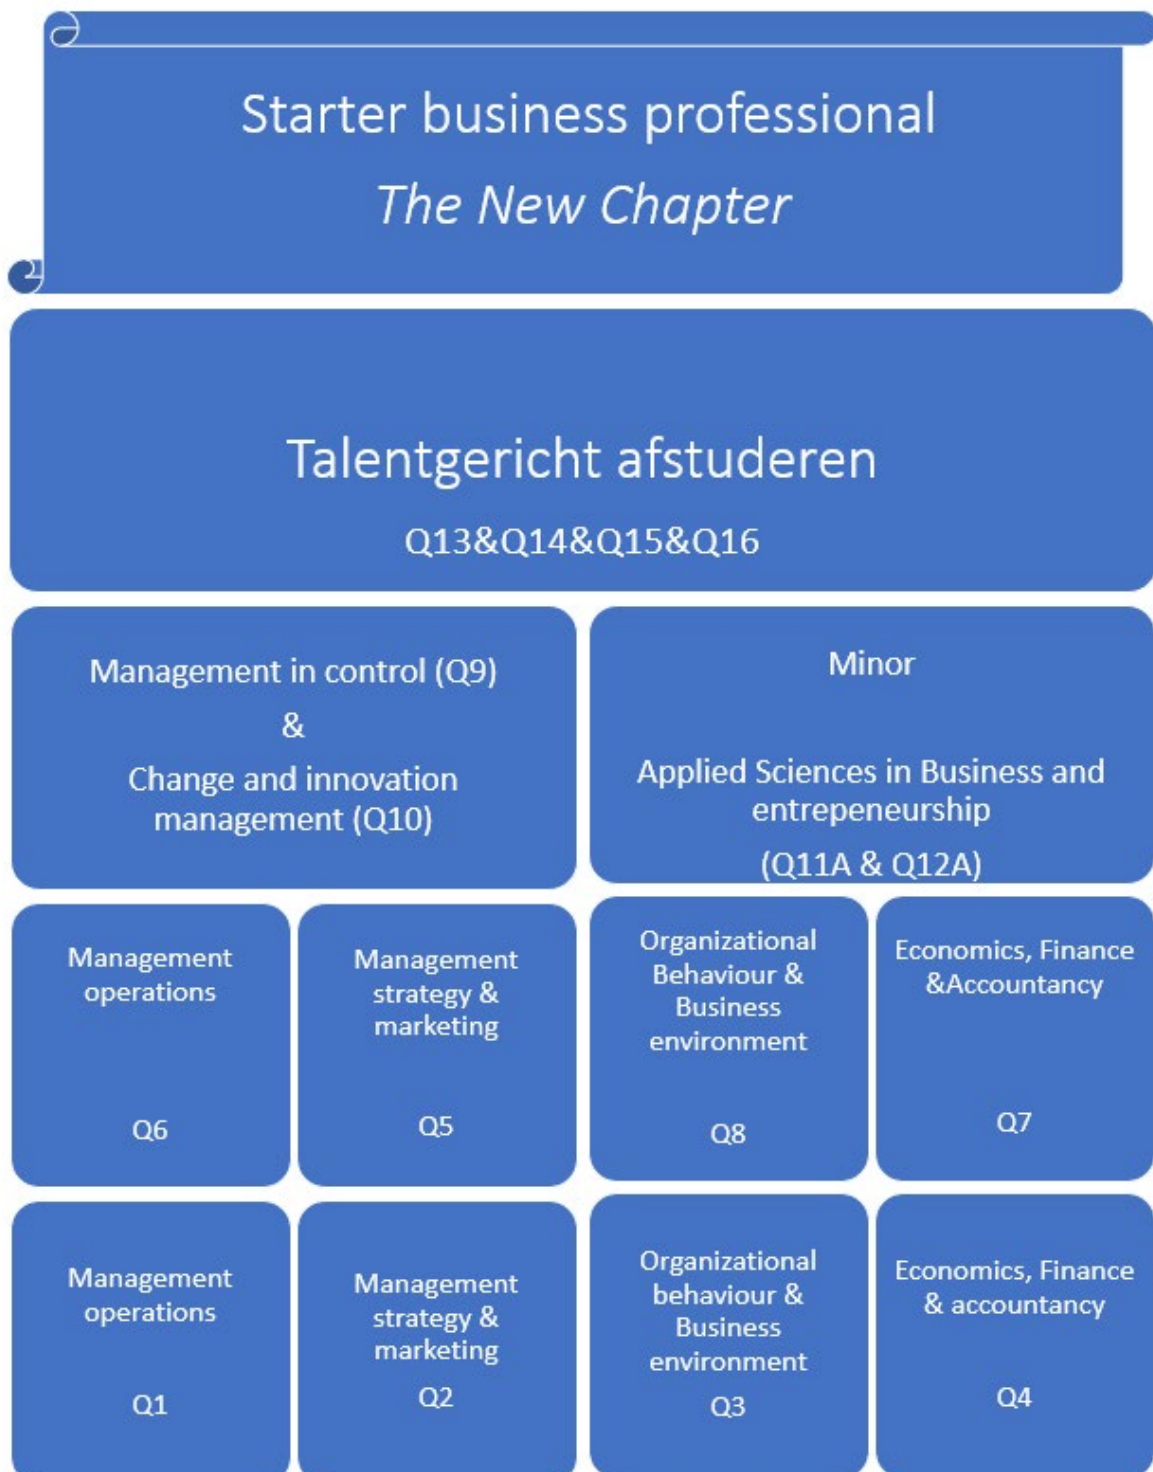 Starter business professional
The New Chapter
Talentgericht afstuderen
Q13&Q14&Q15&Q16
Management in control (Q9)
&
Change and innovation
management (Q10)
Minor
Applied Sciences in Business and
entrepeneurship
(Q11A & Q12A)
Management
operations
Q6
Management
strategy &
marketing
Q5
Organizational
Behaviour &
Business
environment
Q8
Economics, Finance
&Accountancy
Q7
Management
operations
Q1
Management
strategy &
marketing
Q2
Organizational
behaviour &
Business
environment
Q3
Economics, Finance
& accountancy
Q4